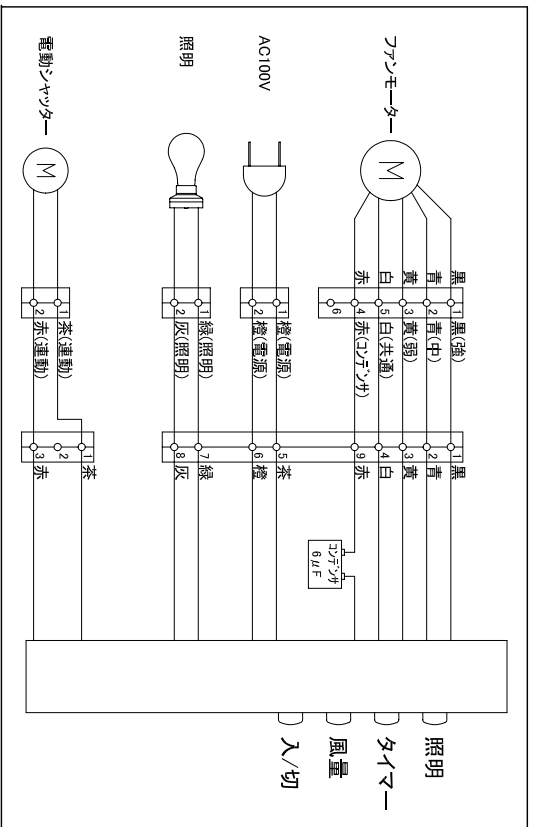 ファンモーター
M
黒 1 黒(強) 1 黒
青 2 青(中) 2 青
黄 3 黄(弱) 3 黄
白 5 白(共通) 4 白
赤 4 赤(コンデンサ) 9 赤
6
コンデンサ
6μF
AC100V
1 橙(電源) 5 茶
2 橙(電源) 6 橙
照明
1 緑(照明) 7 緑
2 灰(照明) 8 灰
電動シャッター
M
1 茶(連動) 1 茶
2
2 赤(連動) 3 赤
照明
タイマー
風量
入/切